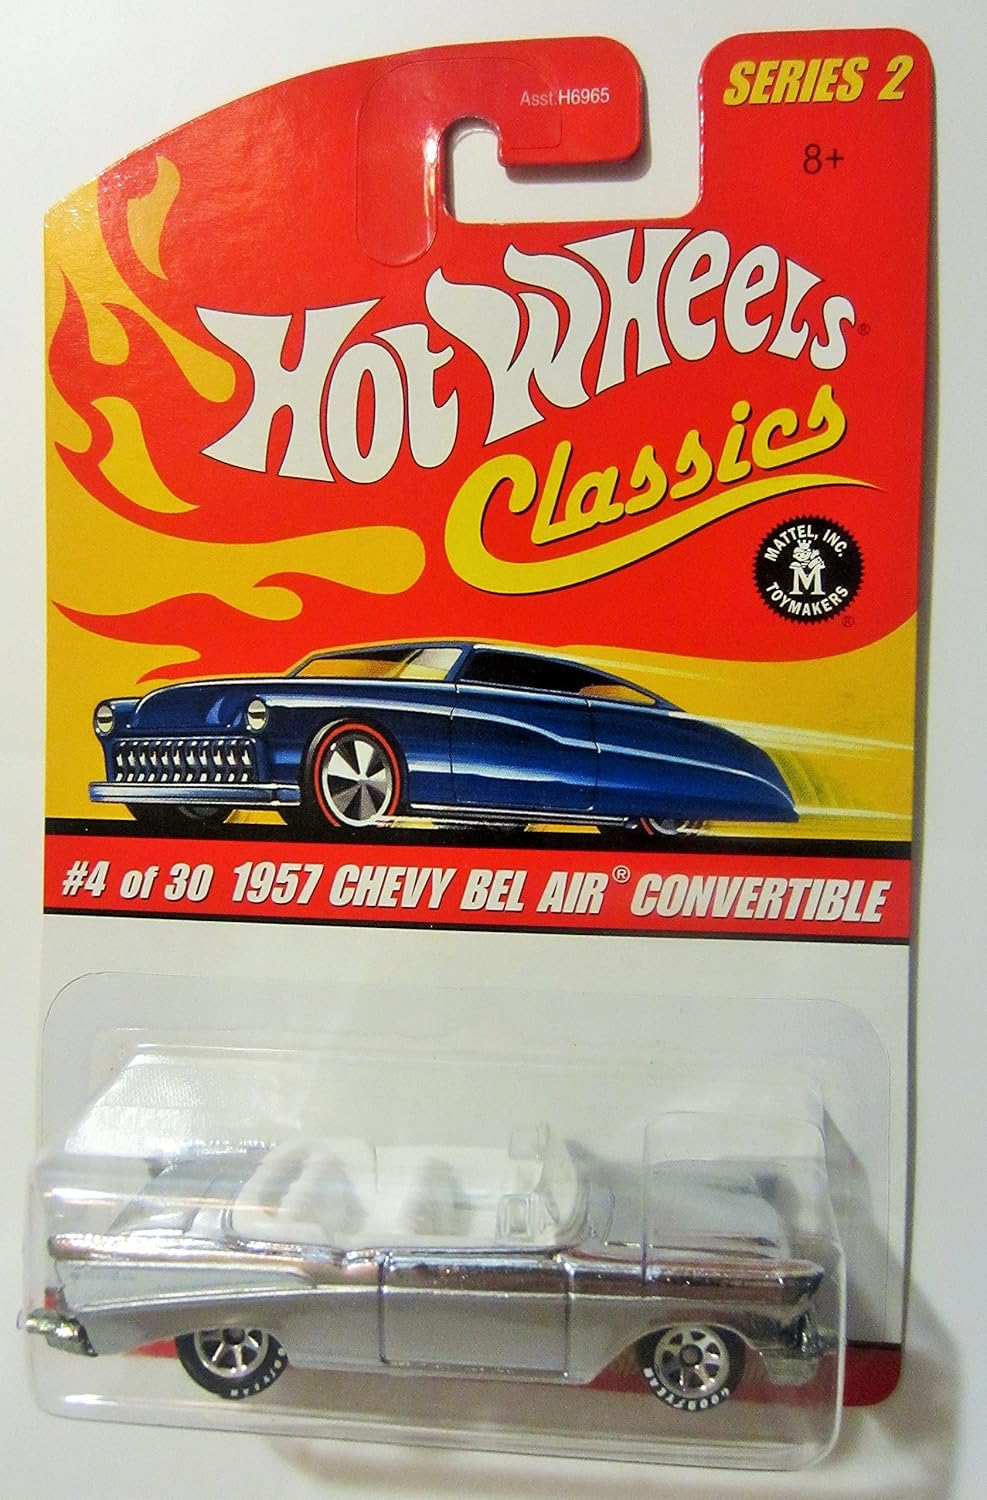 Asst.H6965
SERIES 2
8+
HOT WHEELS®
Classics
MATTEL, INC.
M
TOYMAKERS
®
#4 of 30 1957 CHEVY BEL AIR® CONVERTIBLE
GOODYEAR